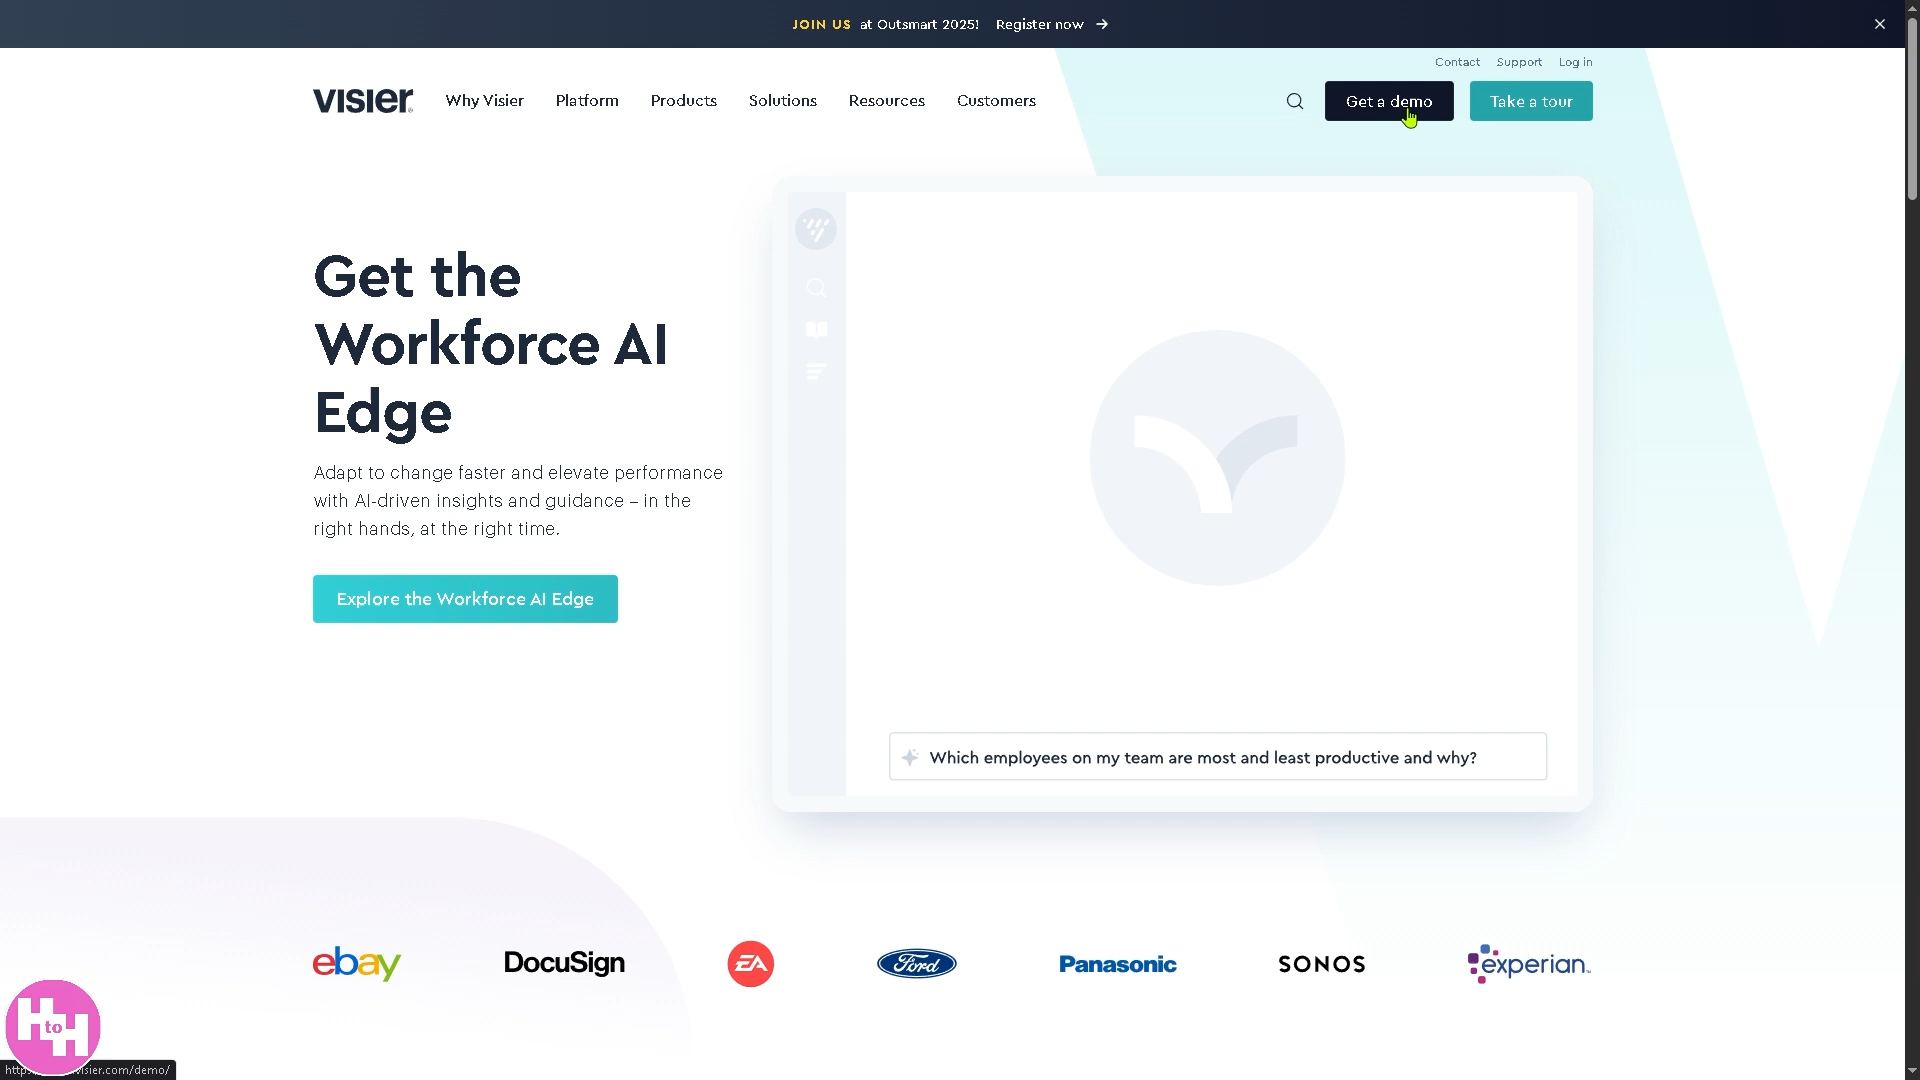 JOIN US at Outsmart 2025! Register now →
Contact Support Log in
VISIER Why Visier Platform Products Solutions Resources Customers Get a demo Take a tour
Get the
Workforce AI
Edge
Adapt to change faster and elevate performance
with AI-driven insights and guidance – in the
right hands, at the right time.
Explore the Workforce AI Edge
Which employees on my team are most and least productive and why?
ebay DocuSign EA Ford Panasonic SONOS experian
H to H
visier.com/demo/